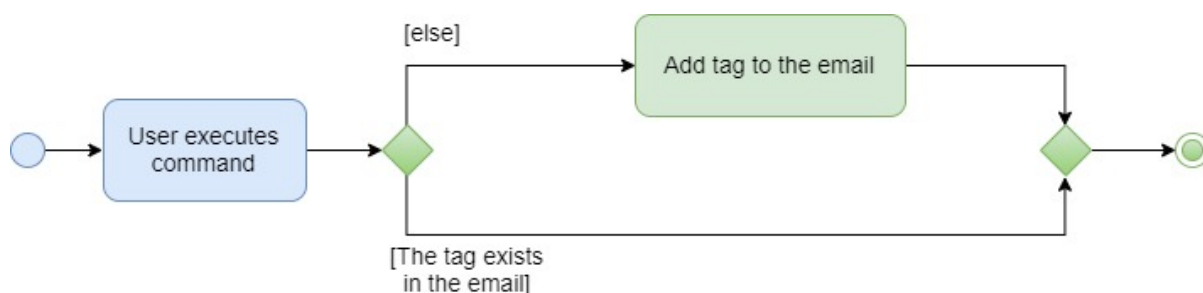 [else]
Add tag to the email
User executes
command
[The tag exists
in the email]